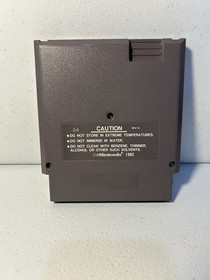 CAUTION
•DO NOT STORE IN EXTREME TEMPERATURES.
•DO NOT IMMERSE IN WATER.
•DO NOT CLEAN WITH BENZENE, THINNER,
ALCOHOL OR OTHER SUCH SOLVENTS.
Nintendo® 1985